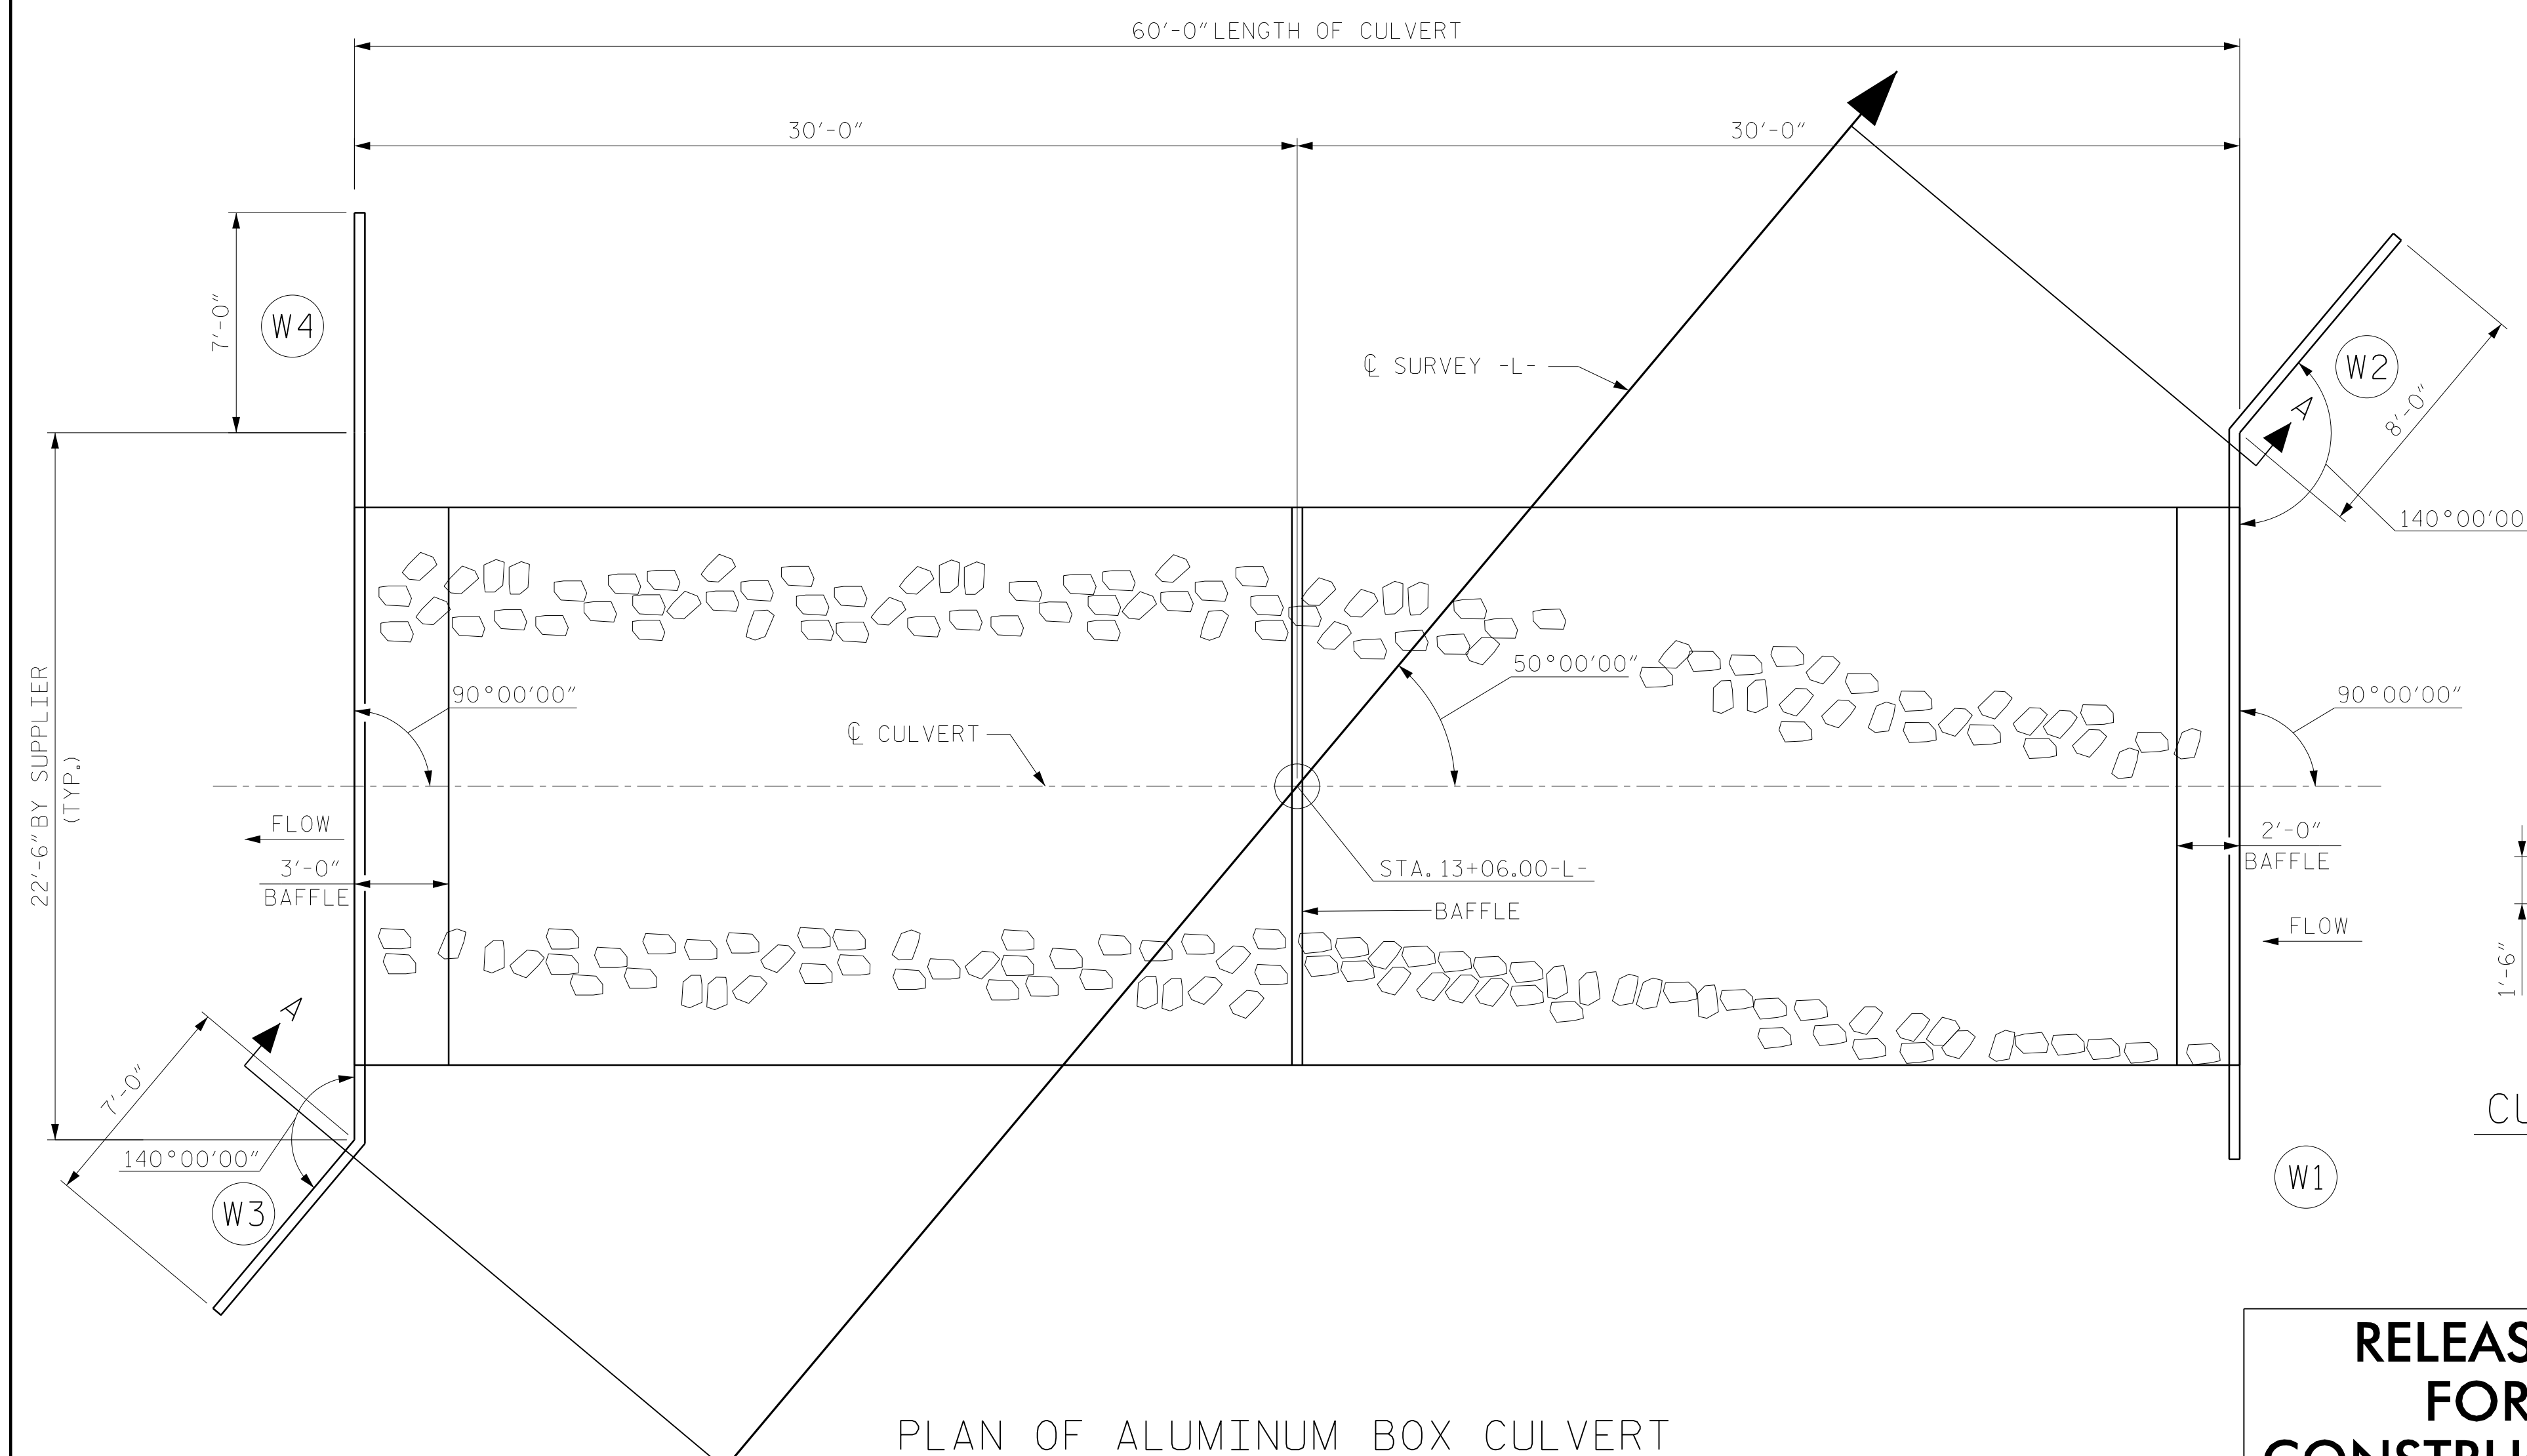 60'-0" LENGTH OF CULVERT
30'-0"
30'-0"
7'-0"
W4
℄ SURVEY -L-
W2
A
8'-0"
140°00'00
50°00'00"
90°00'00"
90°00'00"
℄ CULVERT
22'-6" BY SUPPLIER
(TYP.)
FLOW
3'-0"
BAFFLE
2'-0"
BAFFLE
STA. 13+06.00 -L-
BAFFLE
FLOW
1'-6"
A
7'-0"
140°00'00"
W3
W1
CU
PLAN OF ALUMINUM BOX CULVERT
RELEAS
FOR
CONSTRU